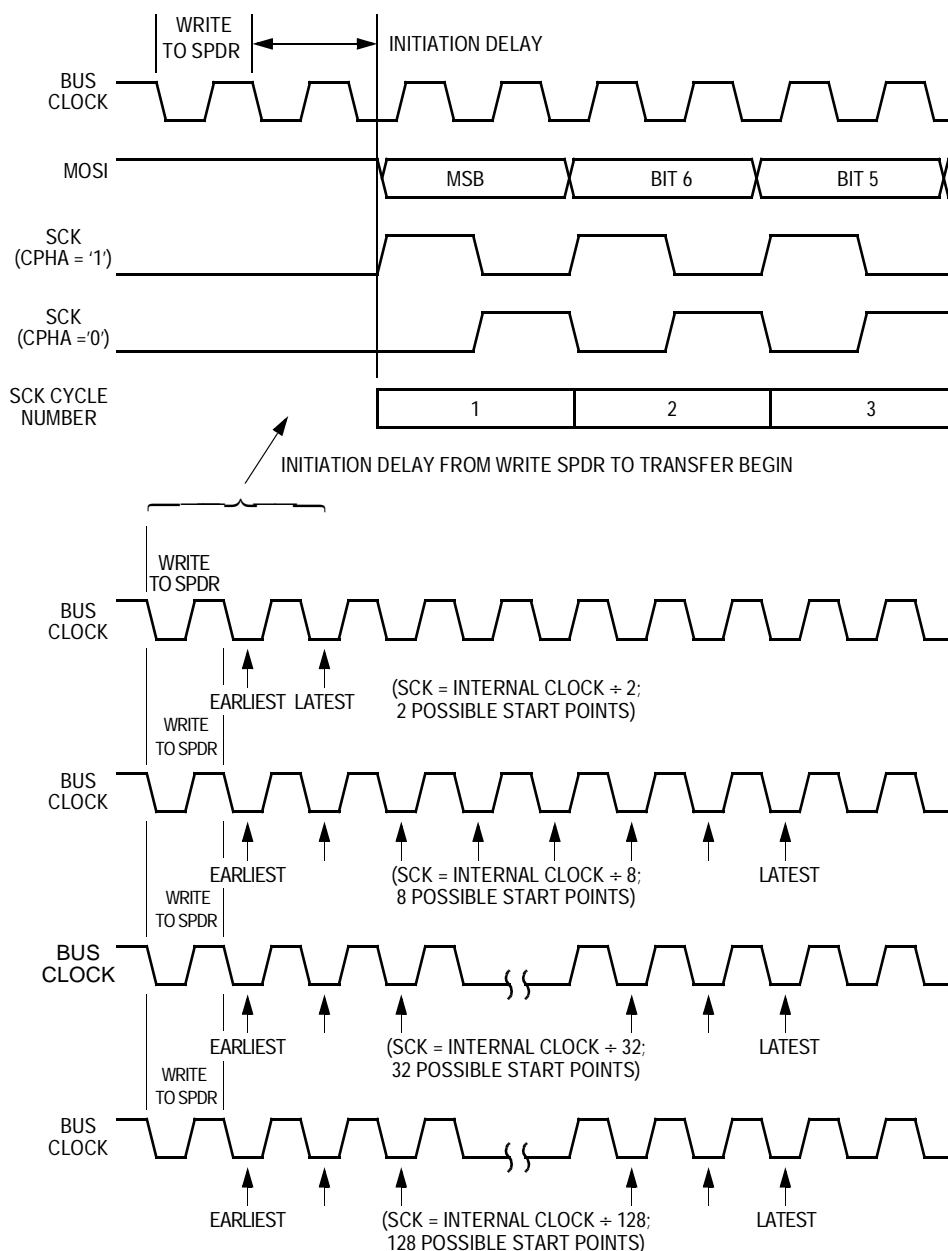 WRITE
TO SPDR
INITIATION DELAY
BUS
CLOCK
MOSI
MSB
BIT 6
BIT 5
SCK
(CPHA = '1')
SCK
(CPHA ='0')
SCK CYCLE
NUMBER
1
2
3
INITIATION DELAY FROM WRITE SPDR TO TRANSFER BEGIN
WRITE
TO SPDR
BUS
CLOCK
EARLIEST
LATEST
(SCK = INTERNAL CLOCK ÷ 2;
2 POSSIBLE START POINTS)
WRITE
TO SPDR
BUS
CLOCK
EARLIEST
(SCK = INTERNAL CLOCK ÷ 8;
8 POSSIBLE START POINTS)
LATEST
WRITE
TO SPDR
BUS
CLOCK
EARLIEST
(SCK = INTERNAL CLOCK ÷ 32;
32 POSSIBLE START POINTS)
LATEST
WRITE
TO SPDR
BUS
CLOCK
EARLIEST
(SCK = INTERNAL CLOCK ÷ 128;
128 POSSIBLE START POINTS)
LATEST